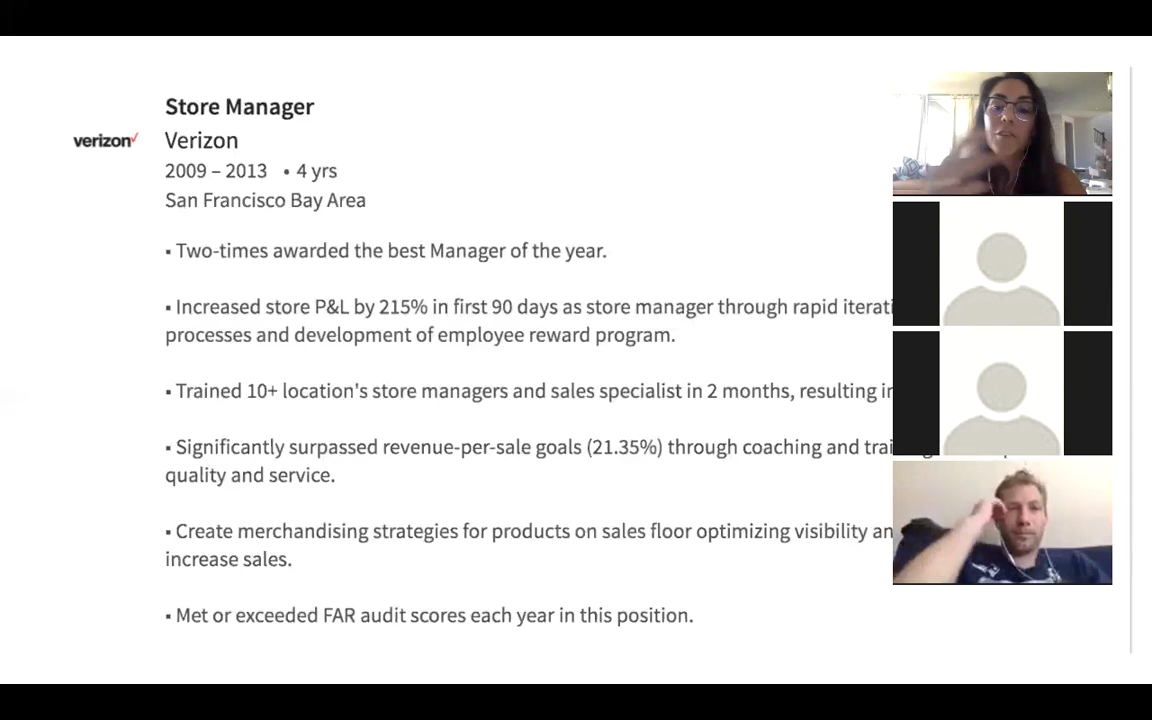 Store Manager
verizon
Verizon
2009 – 2013 • 4 yrs
San Francisco Bay Area
▪ Two-times awarded the best Manager of the year.
▪ Increased store P&L by 215% in first 90 days as store manager through rapid
processes and development of employee reward program.
▪ Trained 10+ location's store managers and sales specialist in 2 months, resulting
▪ Significantly surpassed revenue-per-sale goals (21.35%) through coaching and
quality and service.
▪ Create merchandising strategies for products on sales floor optimizing visibility
increase sales.
▪ Met or exceeded FAR audit scores each year in this position.